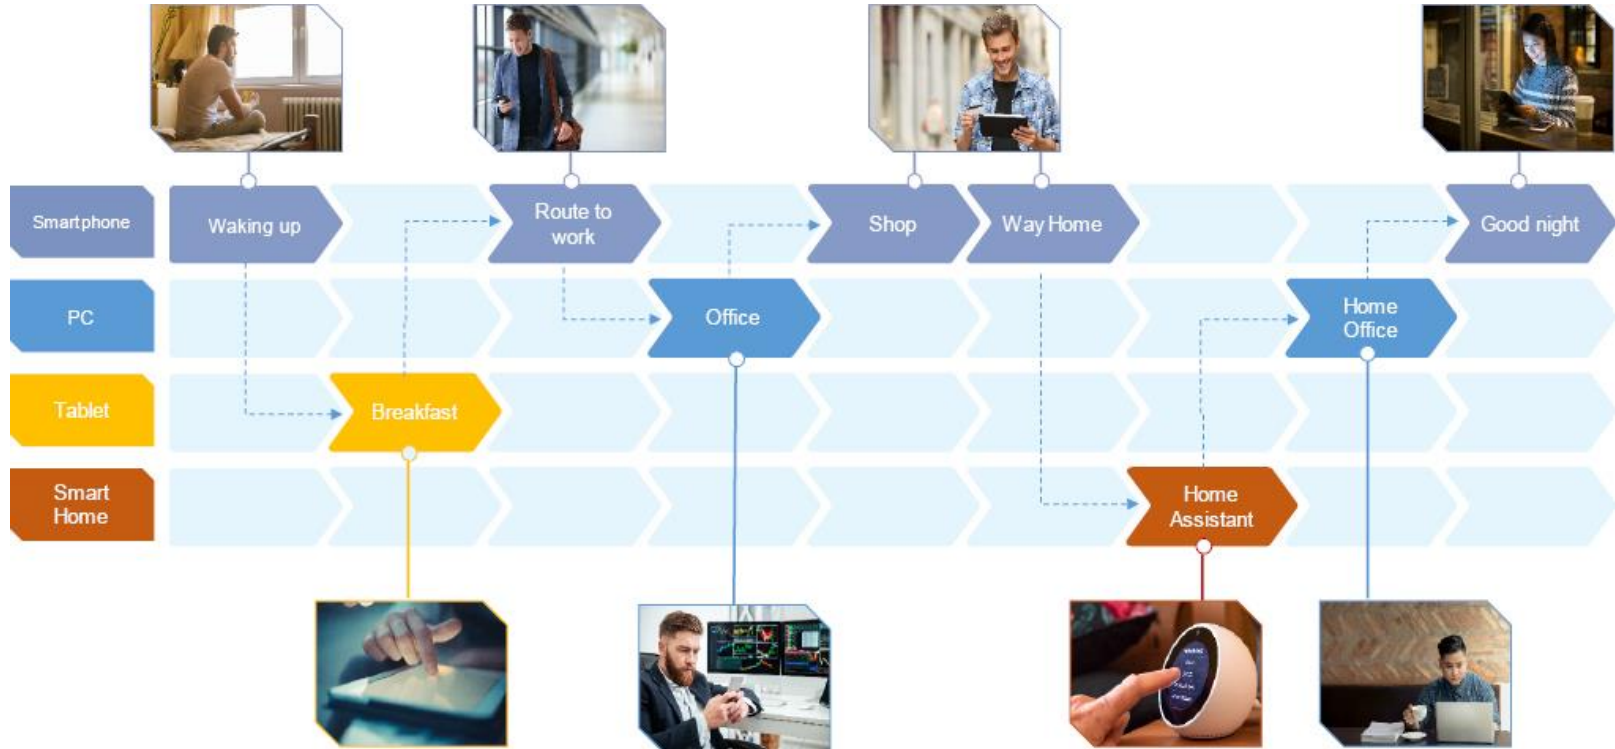 Smartphone
Waking up
Route to
work
Shop
Way Home
Good night
PC
Office
Home
Office
Tablet
Breakfast
Smart
Home
Home
Assistant